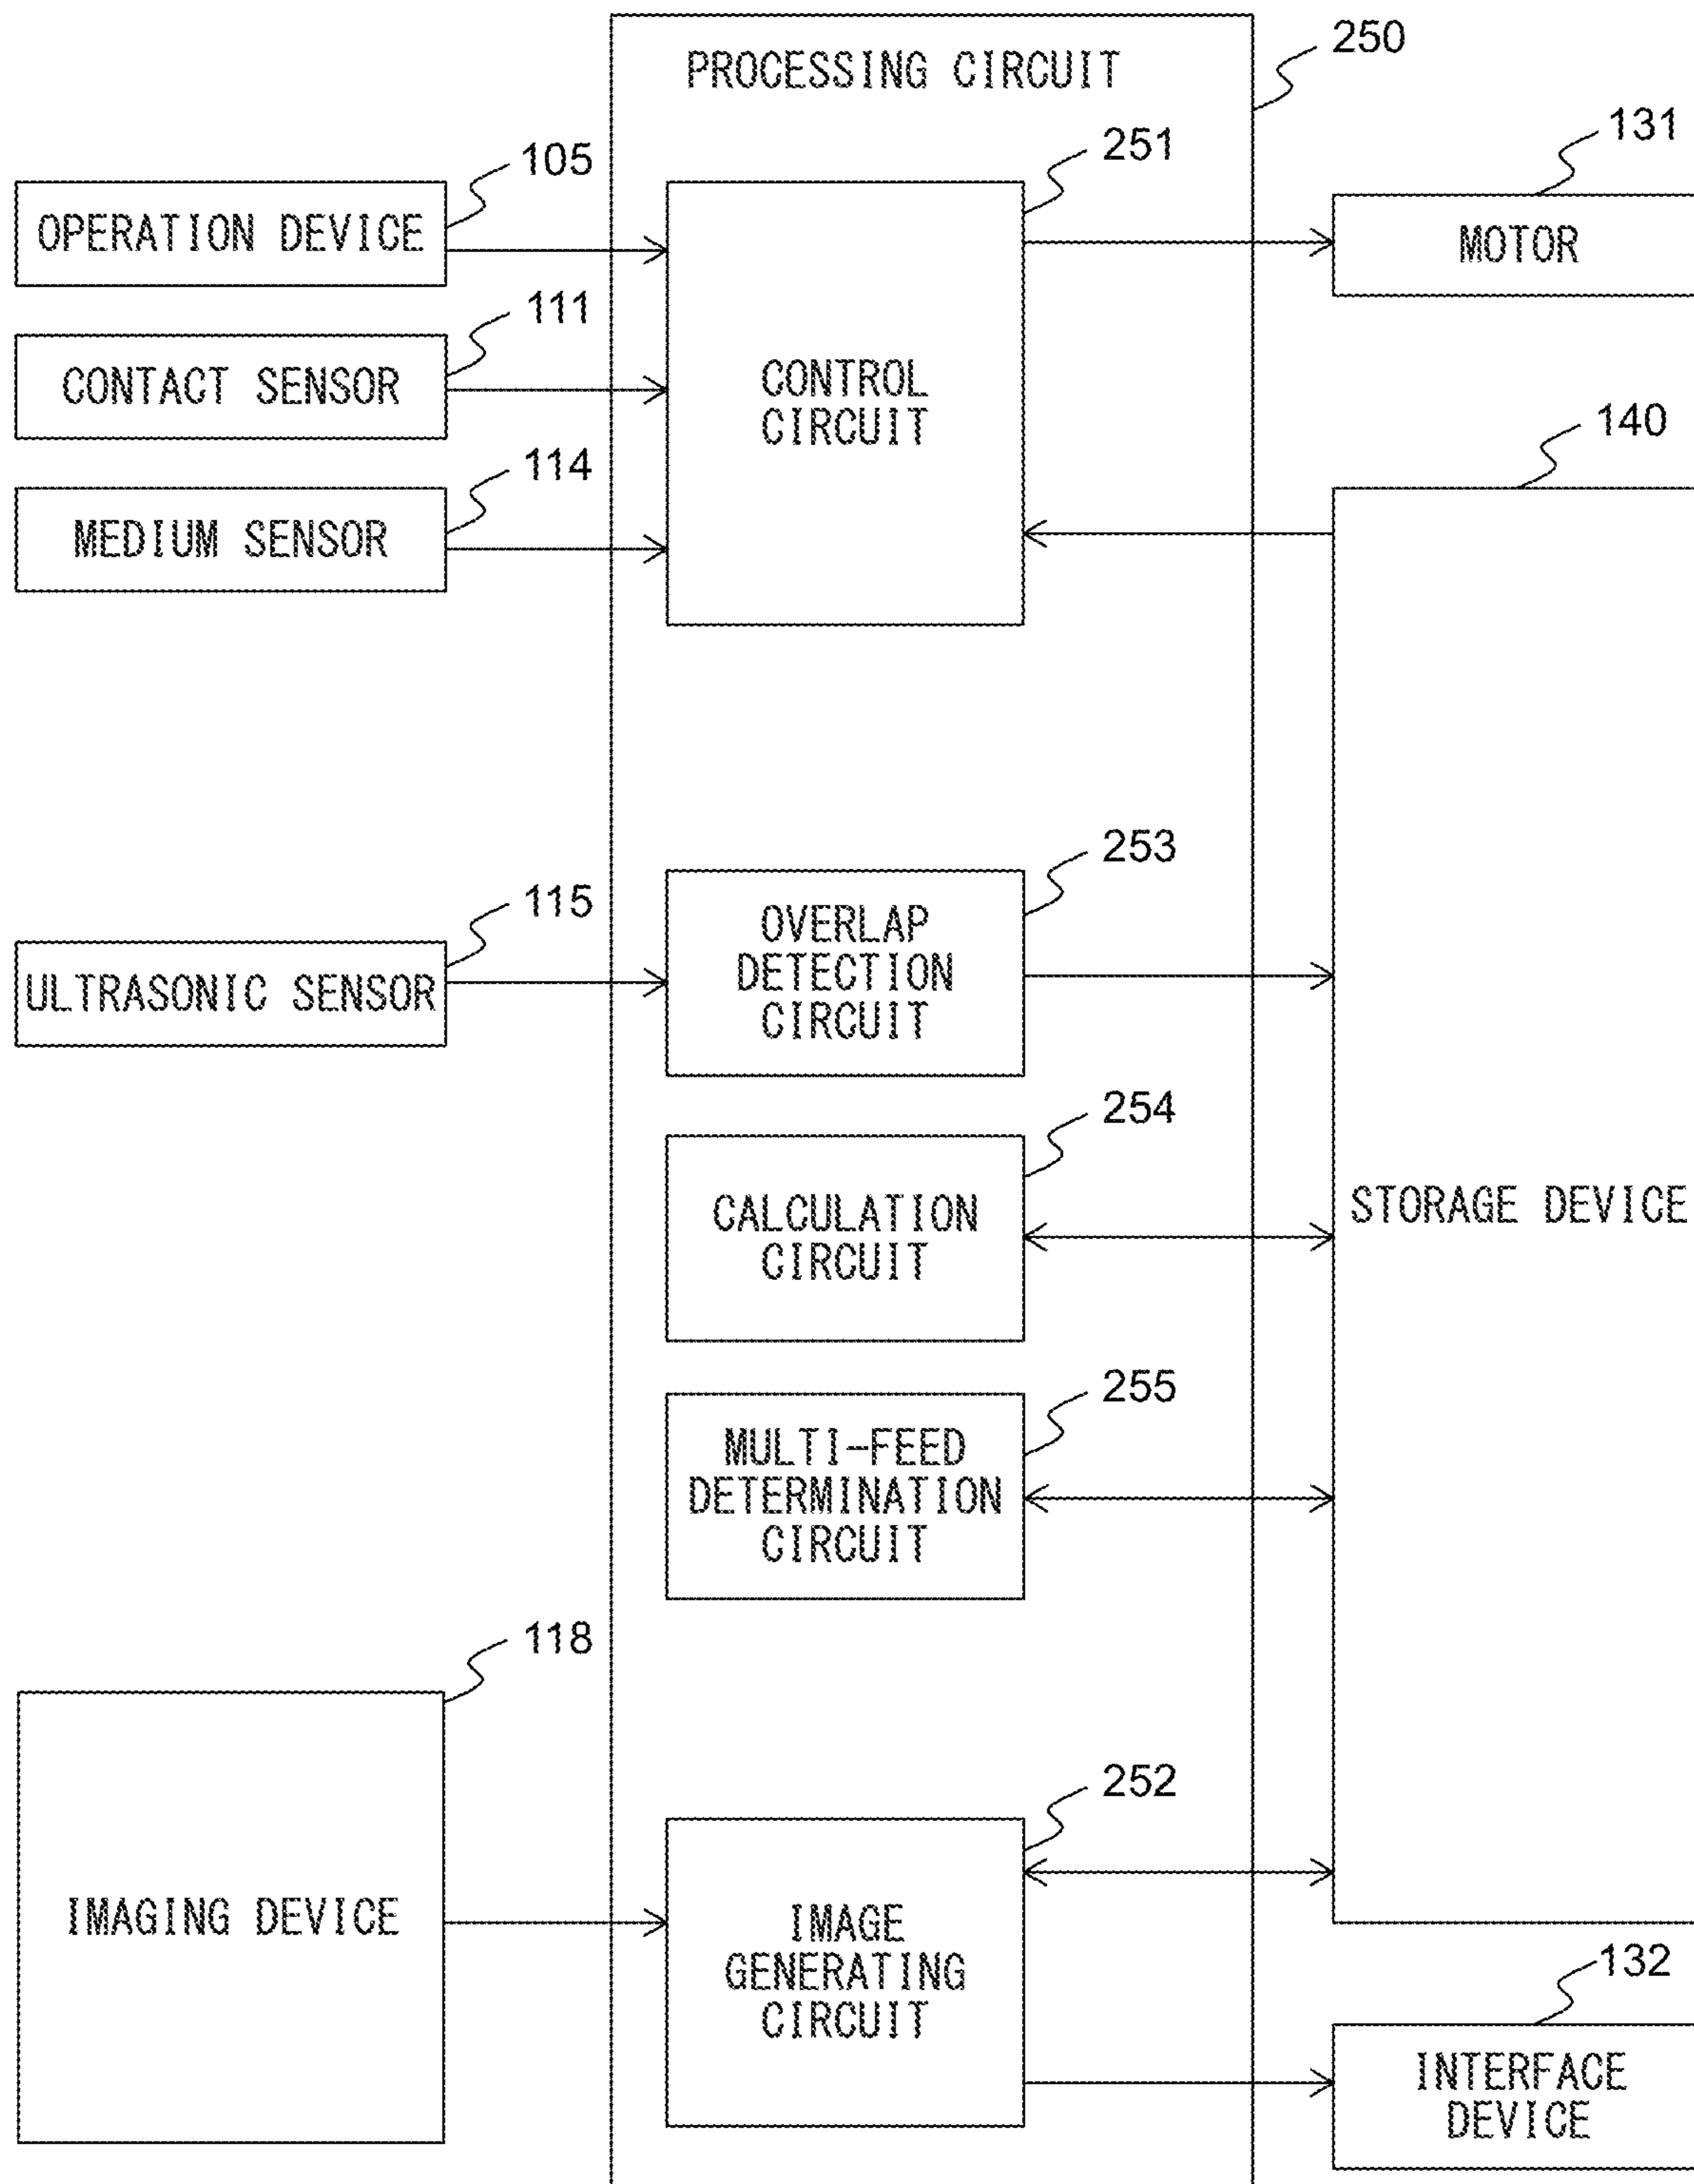 250
PROCESSING CIRCUIT
105
OPERATION DEVICE
111
CONTACT SENSOR
114
MEDIUM SENSOR
251
CONTROL
CIRCUIT
131
MOTOR
140
STORAGE DEVICE
115
ULTRASONIC SENSOR
253
OVERLAP
DETECTION
CIRCUIT
254
CALCULATION
CIRCUIT
255
MULTI-FEED
DETERMINATION
CIRCUIT
118
IMAGING DEVICE
252
IMAGE
GENERATING
CIRCUIT
132
INTERFACE
DEVICE